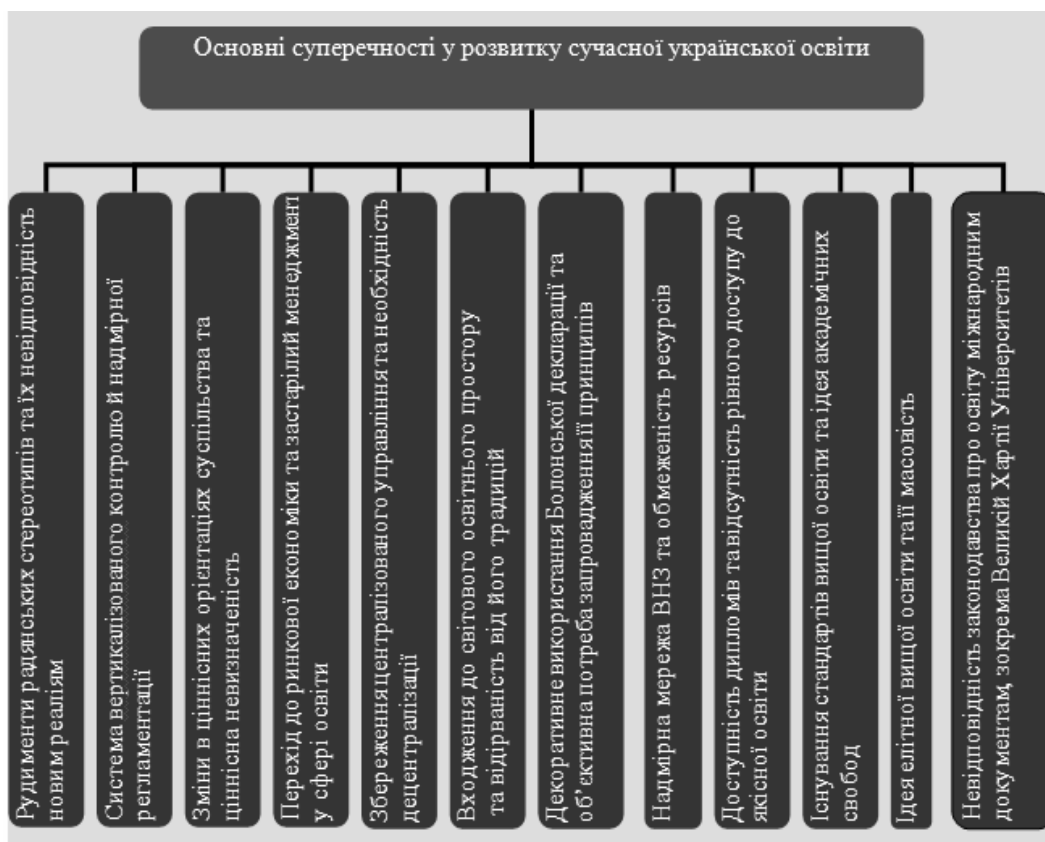 Основні суперечності у розвитку сучасної української освіти
Рудименти радянських стереотипів та їх невідповідність
новим реаліям
Система вертикалізованого контролю й надмірної
регламентації
Зміни в ціннісних орієнтаціях суспільства та
ціннісна невизначеність
Перехід до ринкової економіки та застарілий менеджмент
у сфері освіти
Збереження централізованого управління та необхідність
децентралізації
Входження до світового освітнього простору
та відірваність від його традицій
Декоративне використання Болонської декларації та
об’єктивна потреба запровадження її принципів
Надмірна мережа ВНЗ та обмеженість ресурсів
Доступність дипломів та відсутність рівного доступу до
якісної освіти
Існування стандартів вищої освіти та ідея академічних
свобод
Ідея елітної вищої освіти та її масовість
Невідповідність законодавства про освіту міжнародним
документам, зокрема Великій Хартії Університетів